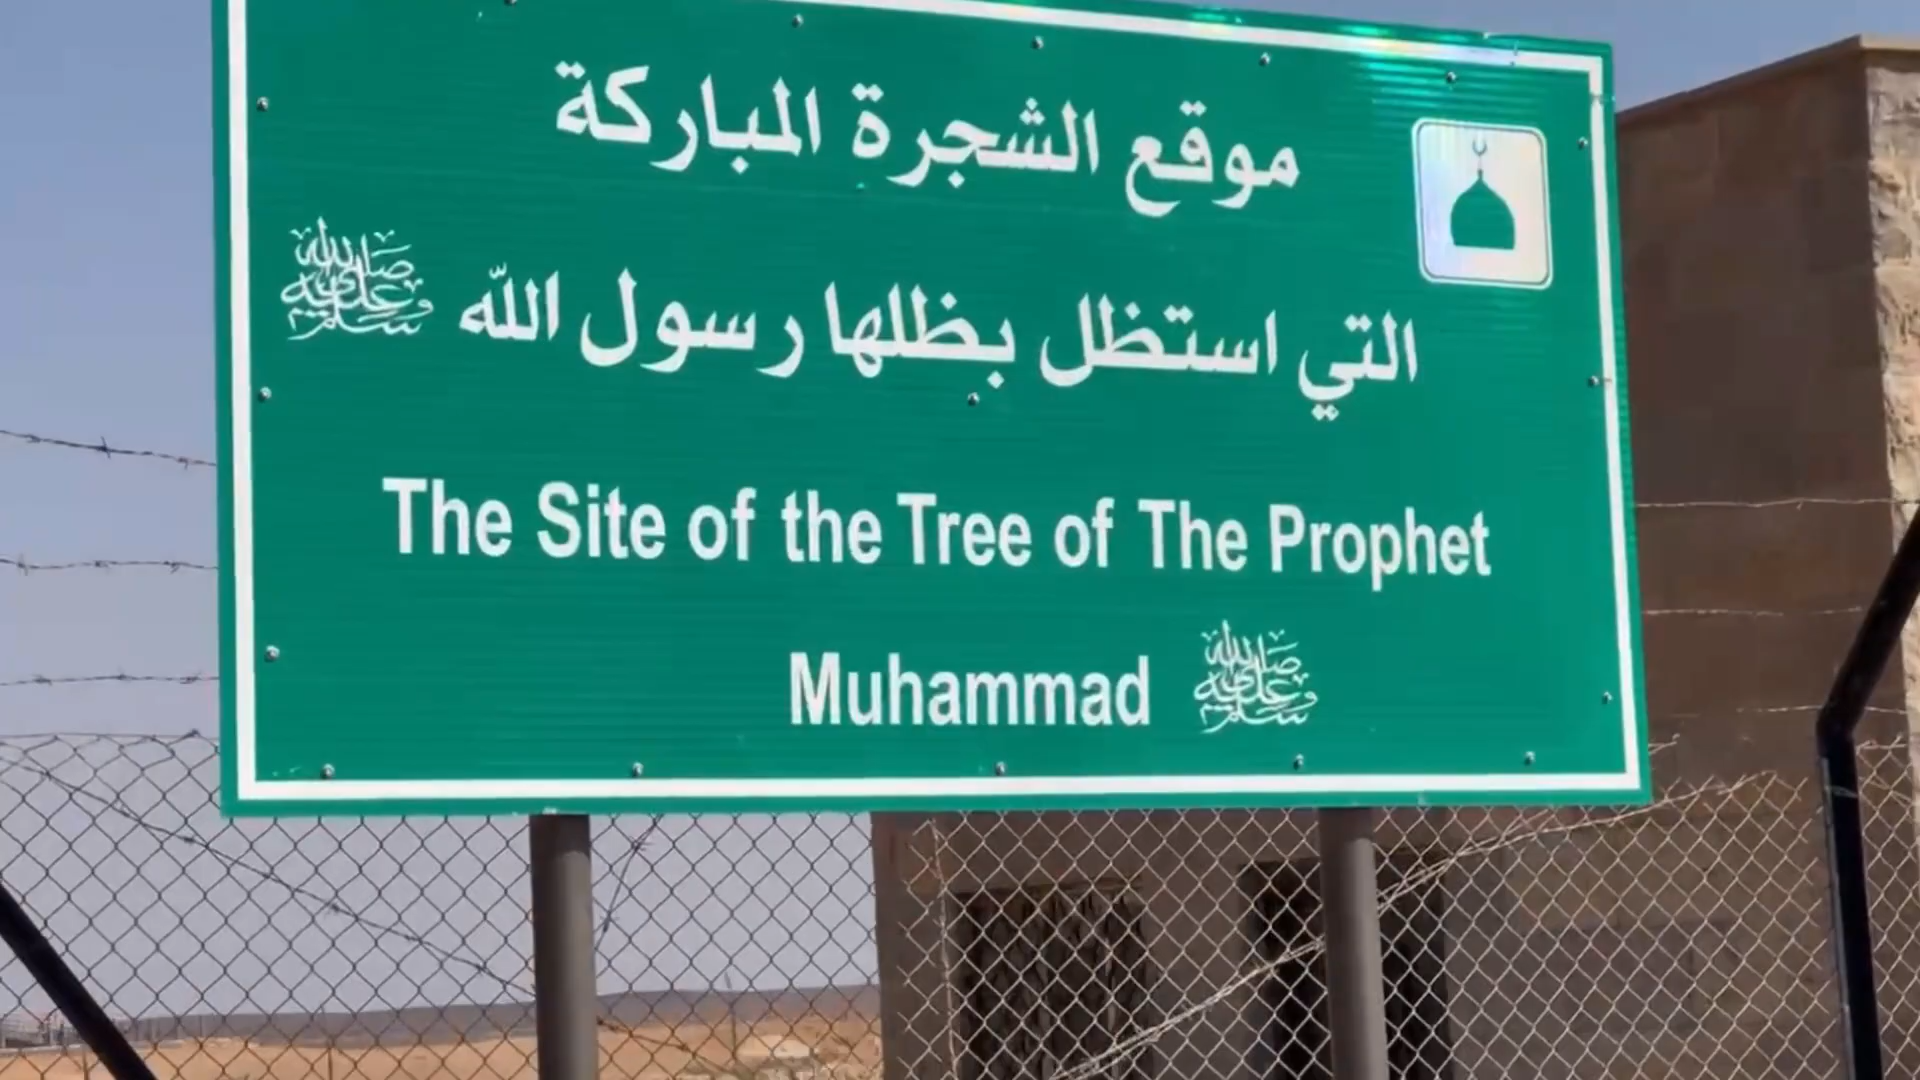 موقع الشجرة المباركة
التي استظل بظلها رسول الله صلى الله عليه وسلم
The Site of the Tree of The Prophet
Muhammad صلى الله عليه وسلم